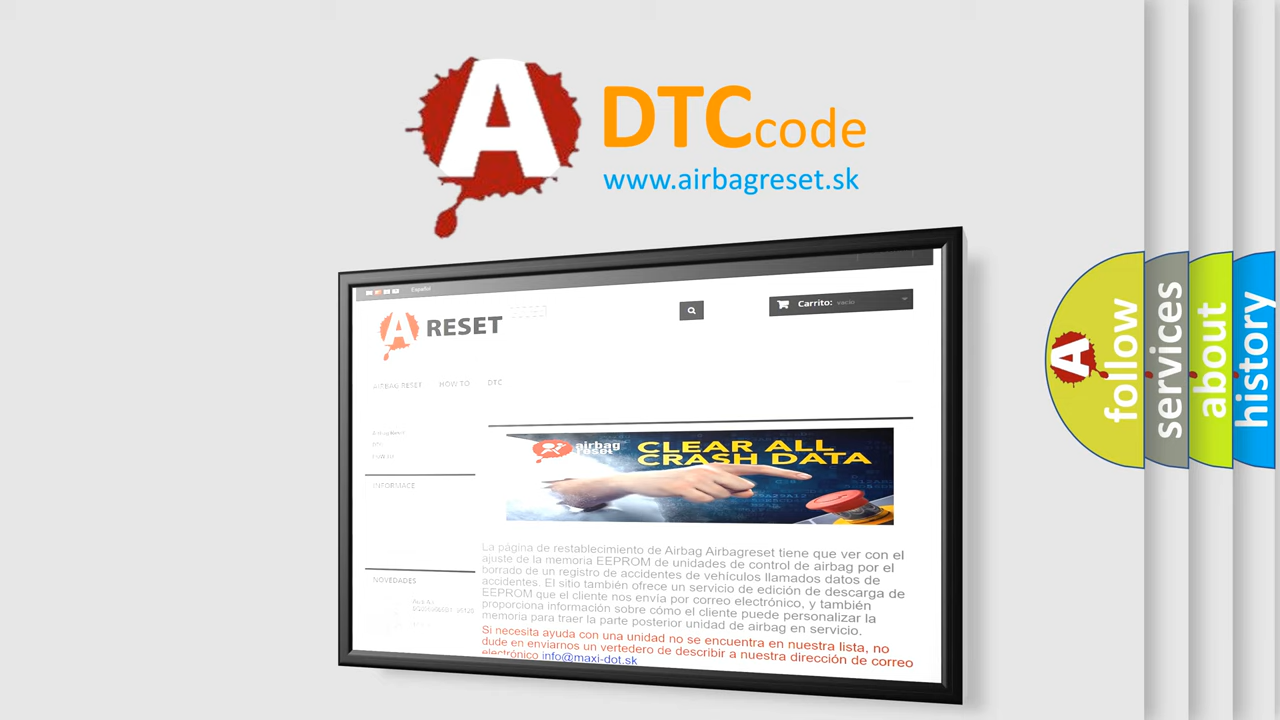 A DTCcode
www.airbagreset.sk
Español
A RESET
Carrito: vacío
AIRBAG RESET HOW TO DTC
INFORMACE
airbag
reset
CLEAR ALL
CRASH DATA
La página de restablecimiento de Airbag Airbagreset tiene que ver con el
ajuste de la memoria EEPROM de unidades de control de airbag por el
borrado de un registro de accidentes de vehículos llamados datos de
accidentes. El sitio también ofrece un servicio de edición de descarga de
EEPROM que el cliente nos envía por correo electrónico, y también
proporciona información sobre cómo el cliente puede personalizar la
memoria para traer la parte posterior unidad de airbag en servicio.
Si necesita ayuda con una unidad no se encuentra en nuestra lista, no
dude en enviarnos un vertedero de describir a nuestra dirección de correo
electrónico info@maxi-dot.sk
NOVEDADES
A follow
services
about
history